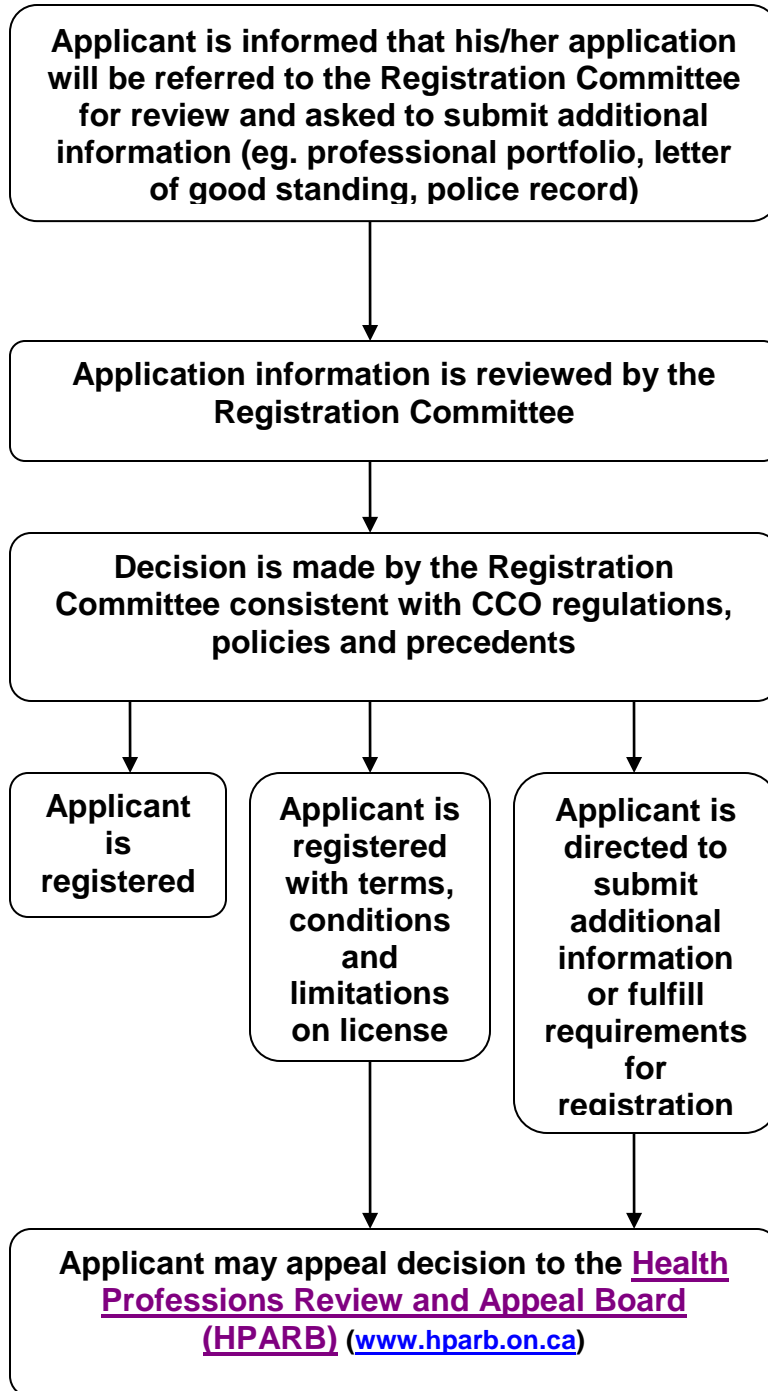 Applicant is informed that his/her application
will be referred to the Registration Committee
for review and asked to submit additional
information (eg. professional portfolio, letter
of good standing, police record)
Application information is reviewed by the
Registration Committee
Decision is made by the Registration
Committee consistent with CCO regulations,
policies and precedents
Applicant
is
registered
Applicant is
registered
with terms,
conditions
and
limitations
on license
Applicant is
directed to
submit
additional
information
or fulfill
requirements
for
registration
Applicant may appeal decision to the Health
Professions Review and Appeal Board
(HPARB) (www.hparb.on.ca)